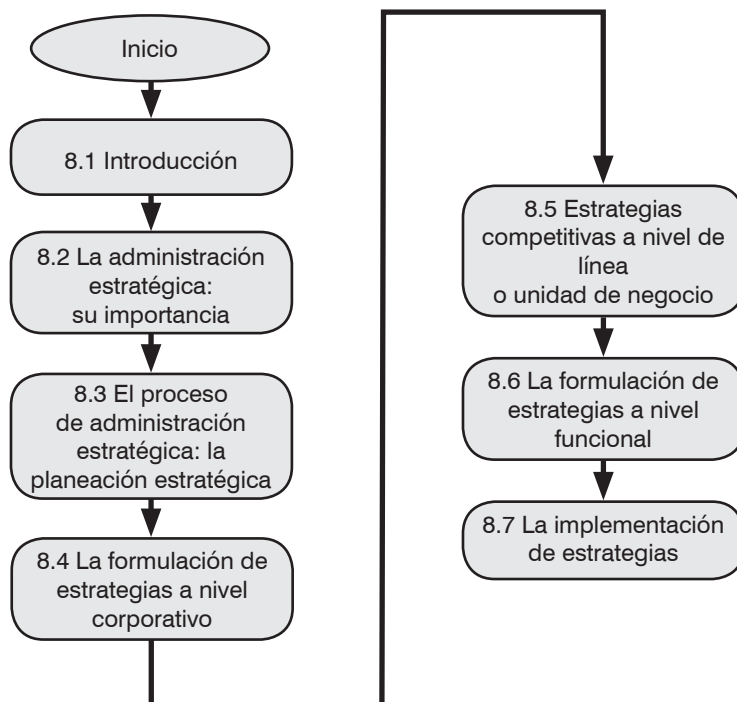 Inicio
8.1 Introducción
8.2 La administración
estratégica:
su importancia
8.3 El proceso
de administración
estratégica: la
planeación estratégica
8.4 La formulación de
estrategias a nivel
corporativo
8.5 Estrategias
competitivas a nivel de
línea
o unidad de negocio
8.6 La formulación de
estrategias a nivel
funcional
8.7 La implementación
de estrategias